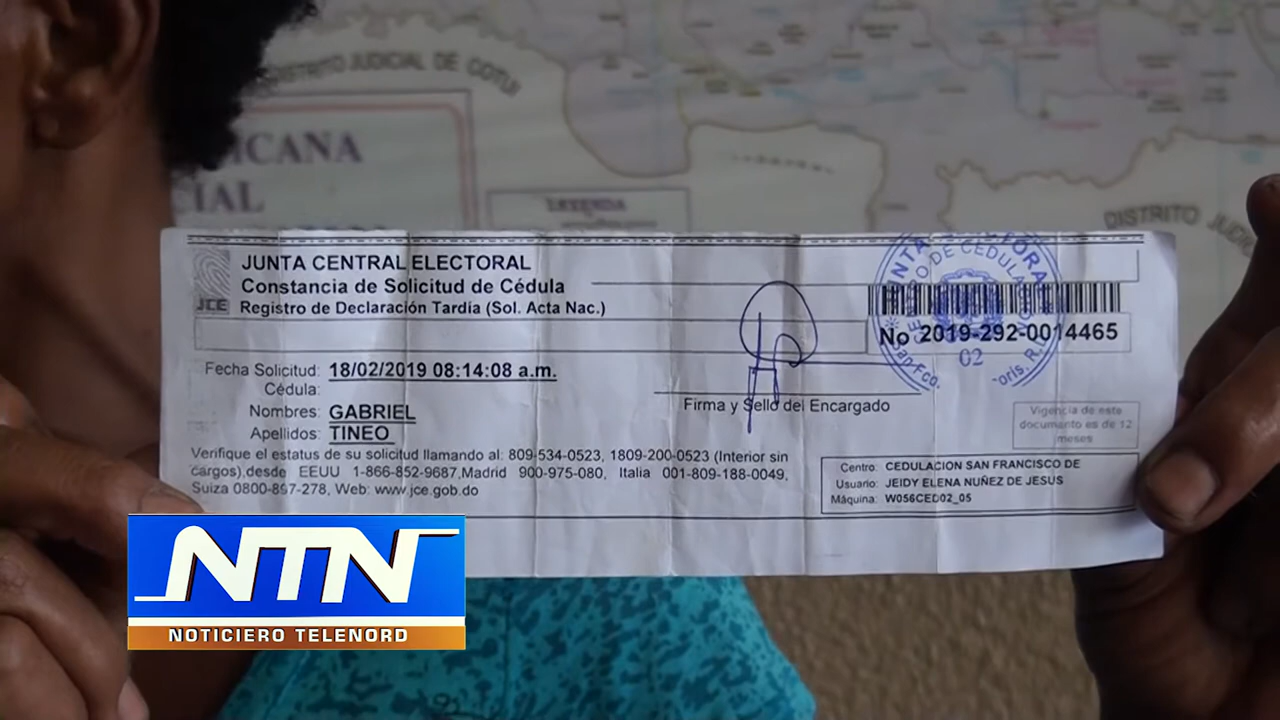 DISTRITO JUDICIAL DE COTUI
ICANA
CIAL
LEYENDA
DISTRITO
JUNTA CENTRAL ELECTORAL
Constancia de Solicitud de Cédula
JCE Registro de Declaración Tardía (Sol. Acta Nac.)
No 2019-292-0014465
02
Fecha Solicitud: 18/02/2019 08:14:08 a.m.
Cédula:
Nombres: GABRIEL
Apellidos: TINEO
Firma y Sello del Encargado
Vigencia de este
documento es de 12
meses
Verifique el estatus de su solicitud llamando al: 809-534-0523, 1809-200-0523 (Interior sin
cargos),desde EEUU 1-866-852-9687,Madrid 900-975-080, Italia 001-809-188-0049,
Suiza 0800-897-278, Web: www.jce.gob.do
Centro: CEDULACION SAN FRANCISCO DE
Usuario: JEIDY ELENA NUÑEZ DE JESUS
Máquina: W056CED02_05
NTN
NOTICIERO TELENORD